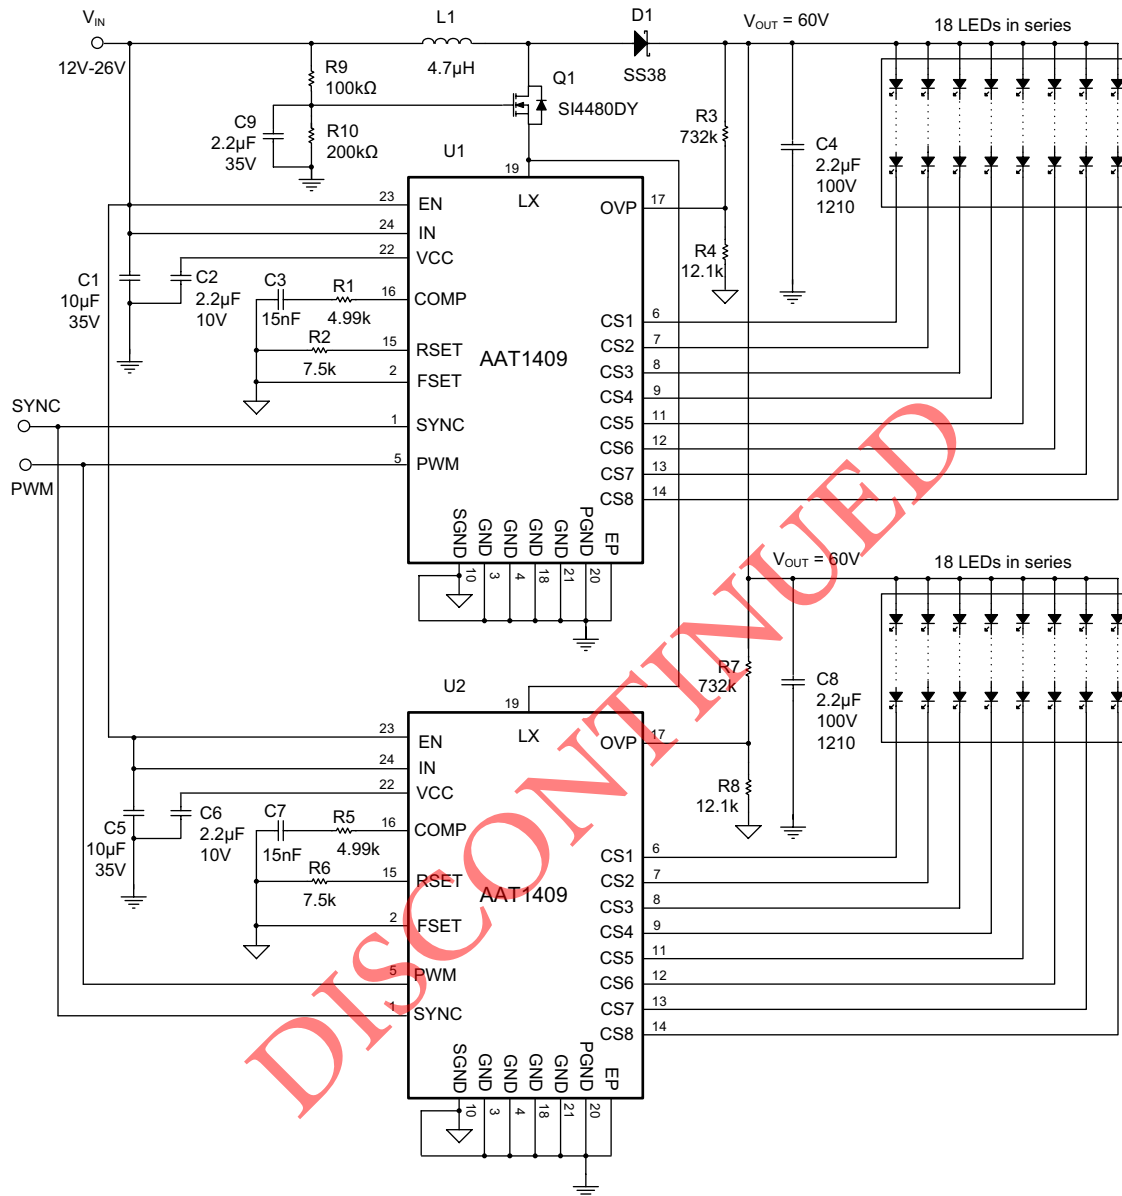 VIN
L1
D1
VOUT = 60V
18 LEDs in series
12V-26V
4.7µH
SS38
R9
100kΩ
Q1
SI4480DY
C9
2.2µF
35V
R10
200kΩ
R3
732k
C4
2.2µF
100V
1210
U1
19
LX
23
EN
24
IN
22
VCC
16
COMP
15
RSET
2
FSET
1
SYNC
5
PWM
OVP
17
R4
12.1k
C1
10µF
35V
C2
2.2µF
10V
C3
15nF
R1
4.99k
R2
7.5k
AAT1409
CS1
6
CS2
7
CS3
8
CS4
9
CS5
11
CS6
12
CS7
13
CS8
14
SYNC
PWM
SGND
GND
GND
GND
GND
PGND
EP
10
3
4
18
21
20
VOUT = 60V
18 LEDs in series
R7
732k
C8
2.2µF
100V
1210
U2
19
LX
23
EN
24
IN
22
VCC
16
COMP
15
RSET
2
FSET
5
PWM
1
SYNC
OVP
17
R8
12.1k
C5
10µF
35V
C6
2.2µF
10V
C7
15nF
R5
4.99k
R6
7.5k
AAT1409
CS1
6
CS2
7
CS3
8
CS4
9
CS5
11
CS6
12
CS7
13
CS8
14
SGND
GND
GND
GND
GND
PGND
EP
10
3
4
18
21
20
DISCONTINUED